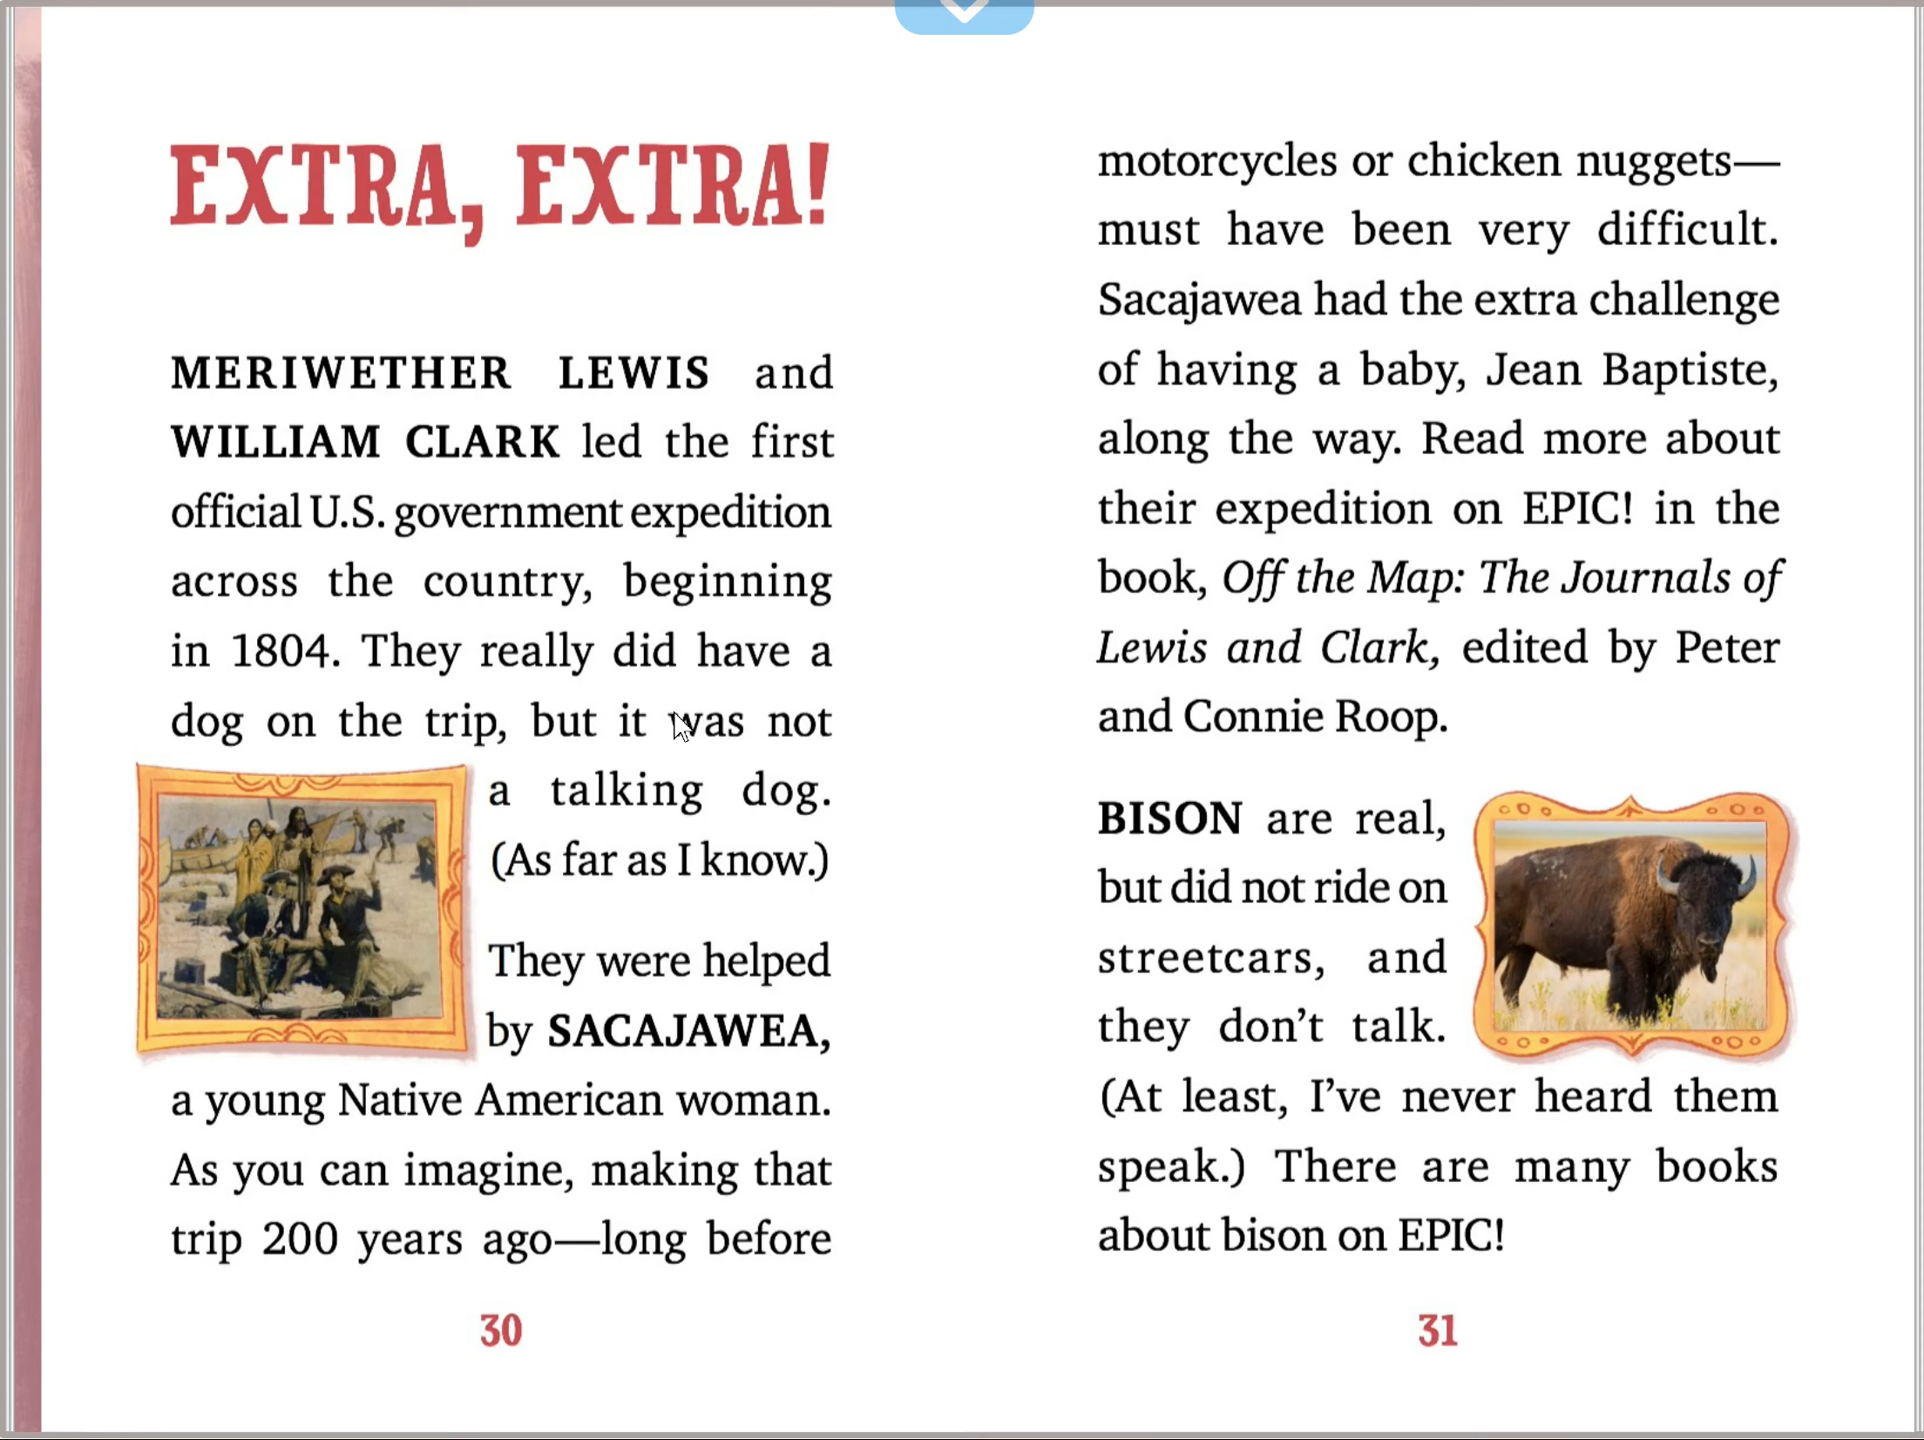 EXTRA, EXTRA!
MERIWETHER LEWIS and
WILLIAM CLARK led the first
official U.S. government expedition
across the country, beginning
in 1804. They really did have a
dog on the trip, but it was not
a talking dog.
(As far as I know.)
They were helped
by SACAJAWEA,
a young Native American woman.
As you can imagine, making that
trip 200 years ago—long before
30
motorcycles or chicken nuggets—
must have been very difficult.
Sacajawea had the extra challenge
of having a baby, Jean Baptiste,
along the way. Read more about
their expedition on EPIC! in the
book, Off the Map: The Journals of
Lewis and Clark, edited by Peter
and Connie Roop.
BISON are real,
but did not ride on
streetcars, and
they don’t talk.
(At least, I’ve never heard them
speak.) There are many books
about bison on EPIC!
31